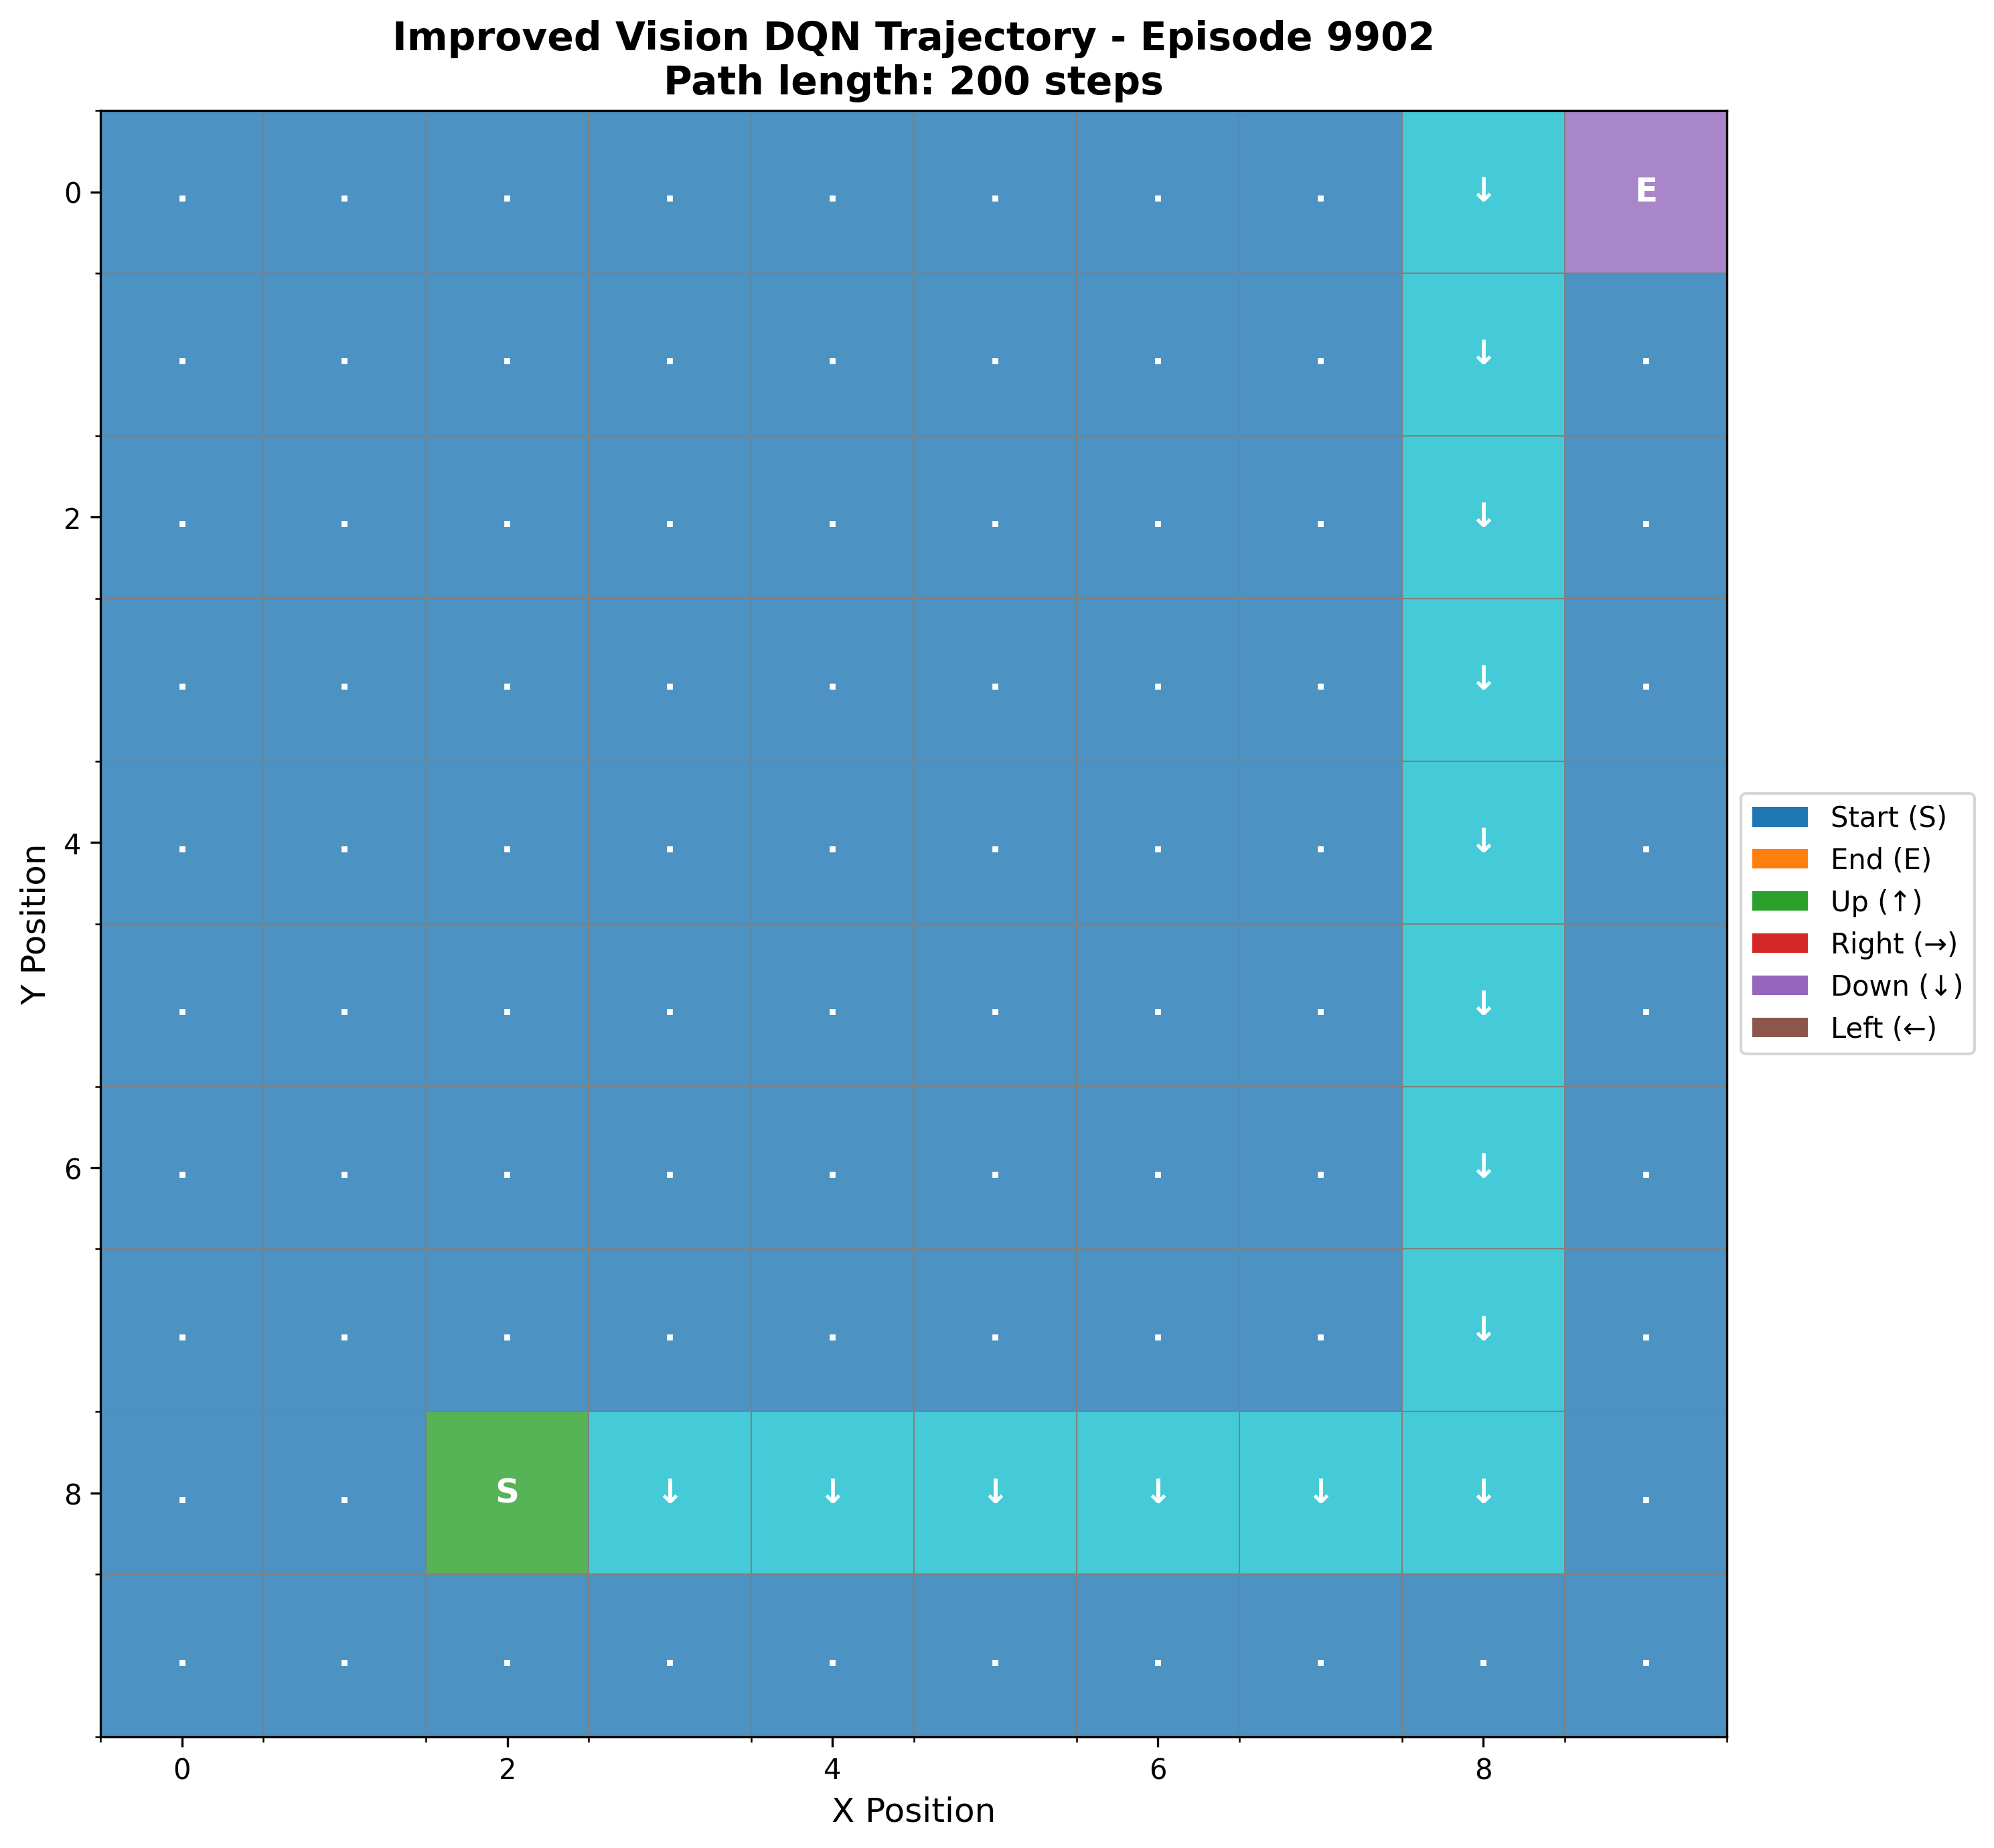 Improved Vision DQN Trajectory - Episode 9902
Path length: 200 steps
0 . . . . . . . . ↓ E
. . . . . . . . ↓ .
2 . . . . . . . . ↓ .
. . . . . . . . ↓ .
4 . . . . . . . . ↓ .
. . . . . . . . ↓ .
6 . . . . . . . . ↓ .
. . . . . . . . ↓ .
8 . . S ↓ ↓ ↓ ↓ ↓ ↓ .
. . . . . . . . . .
0 2 4 6 8
X Position
Y Position
Start (S)
End (E)
Up (↑)
Right (→)
Down (↓)
Left (←)